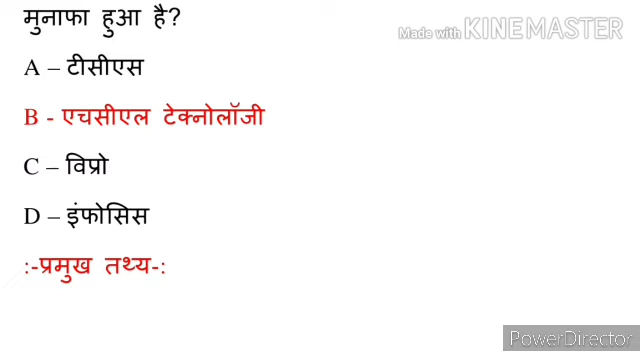 मुनाफा हुआ है?
Made with KINEMASTER
A – टीसीएस
B - एचसीएल टेक्नोलॉजी
C – विप्रो
D – इंफोसिस
:-प्रमुख तथ्य-:
PowerDirector